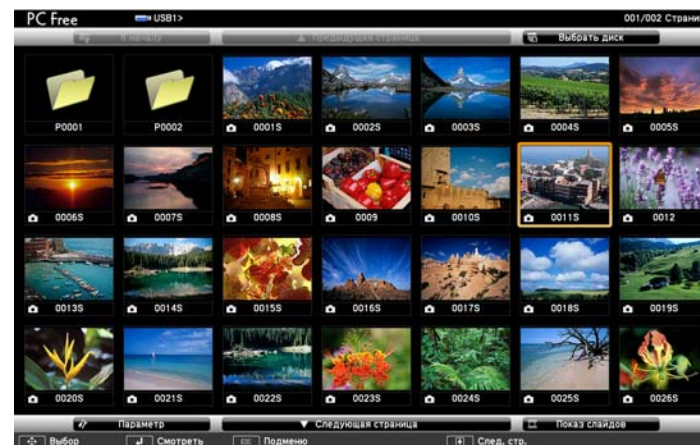 PC Free USB1> 001/002 Страни
К началу Предыдущая страница Выбрать диск
P0001 P0002 0001S 0002S 0003S 0004S 0005S
0006S 0007S 0008S 0009 0010S 0011S 0012
0013S 0014S 0015S 0016S 0017S 0018S 0019S
0020S 0021S 0022S 0023S 0024S 0025S 0026S
Параметр Следующая страница Показ слайдов
Выбор Смотреть ESC Подменю След. стр.